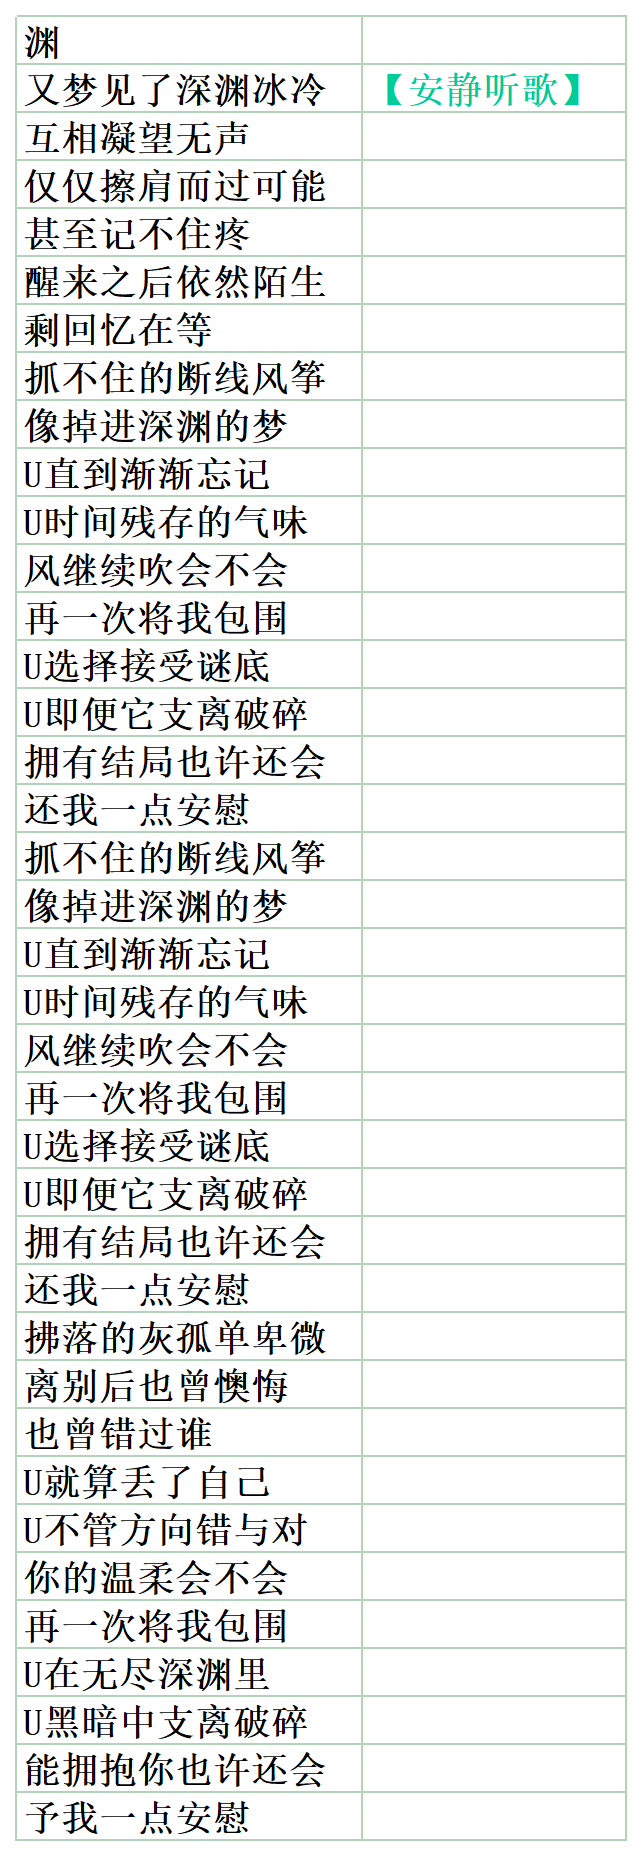 渊
又梦见了深渊冰冷 【安静听歌】
互相凝望无声
仅仅擦肩而过可能
甚至记不住疼
醒来之后依然陌生
剩回忆在等
抓不住的断线风筝
像掉进深渊的梦
U直到渐渐忘记
U时间残存的气味
风继续吹会不会
再一次将我包围
U选择接受谜底
U即便它支离破碎
拥有结局也许还会
还我一点安慰
抓不住的断线风筝
像掉进深渊的梦
U直到渐渐忘记
U时间残存的气味
风继续吹会不会
再一次将我包围
U选择接受谜底
U即便它支离破碎
拥有结局也许还会
还我一点安慰
拂落的灰孤单卑微
离别后也曾懊悔
也曾错过谁
U就算丢了自己
U不管方向错与对
你的温柔会不会
再一次将我包围
U在无尽深渊里
U黑暗中支离破碎
能拥抱你也许还会
予我一点安慰